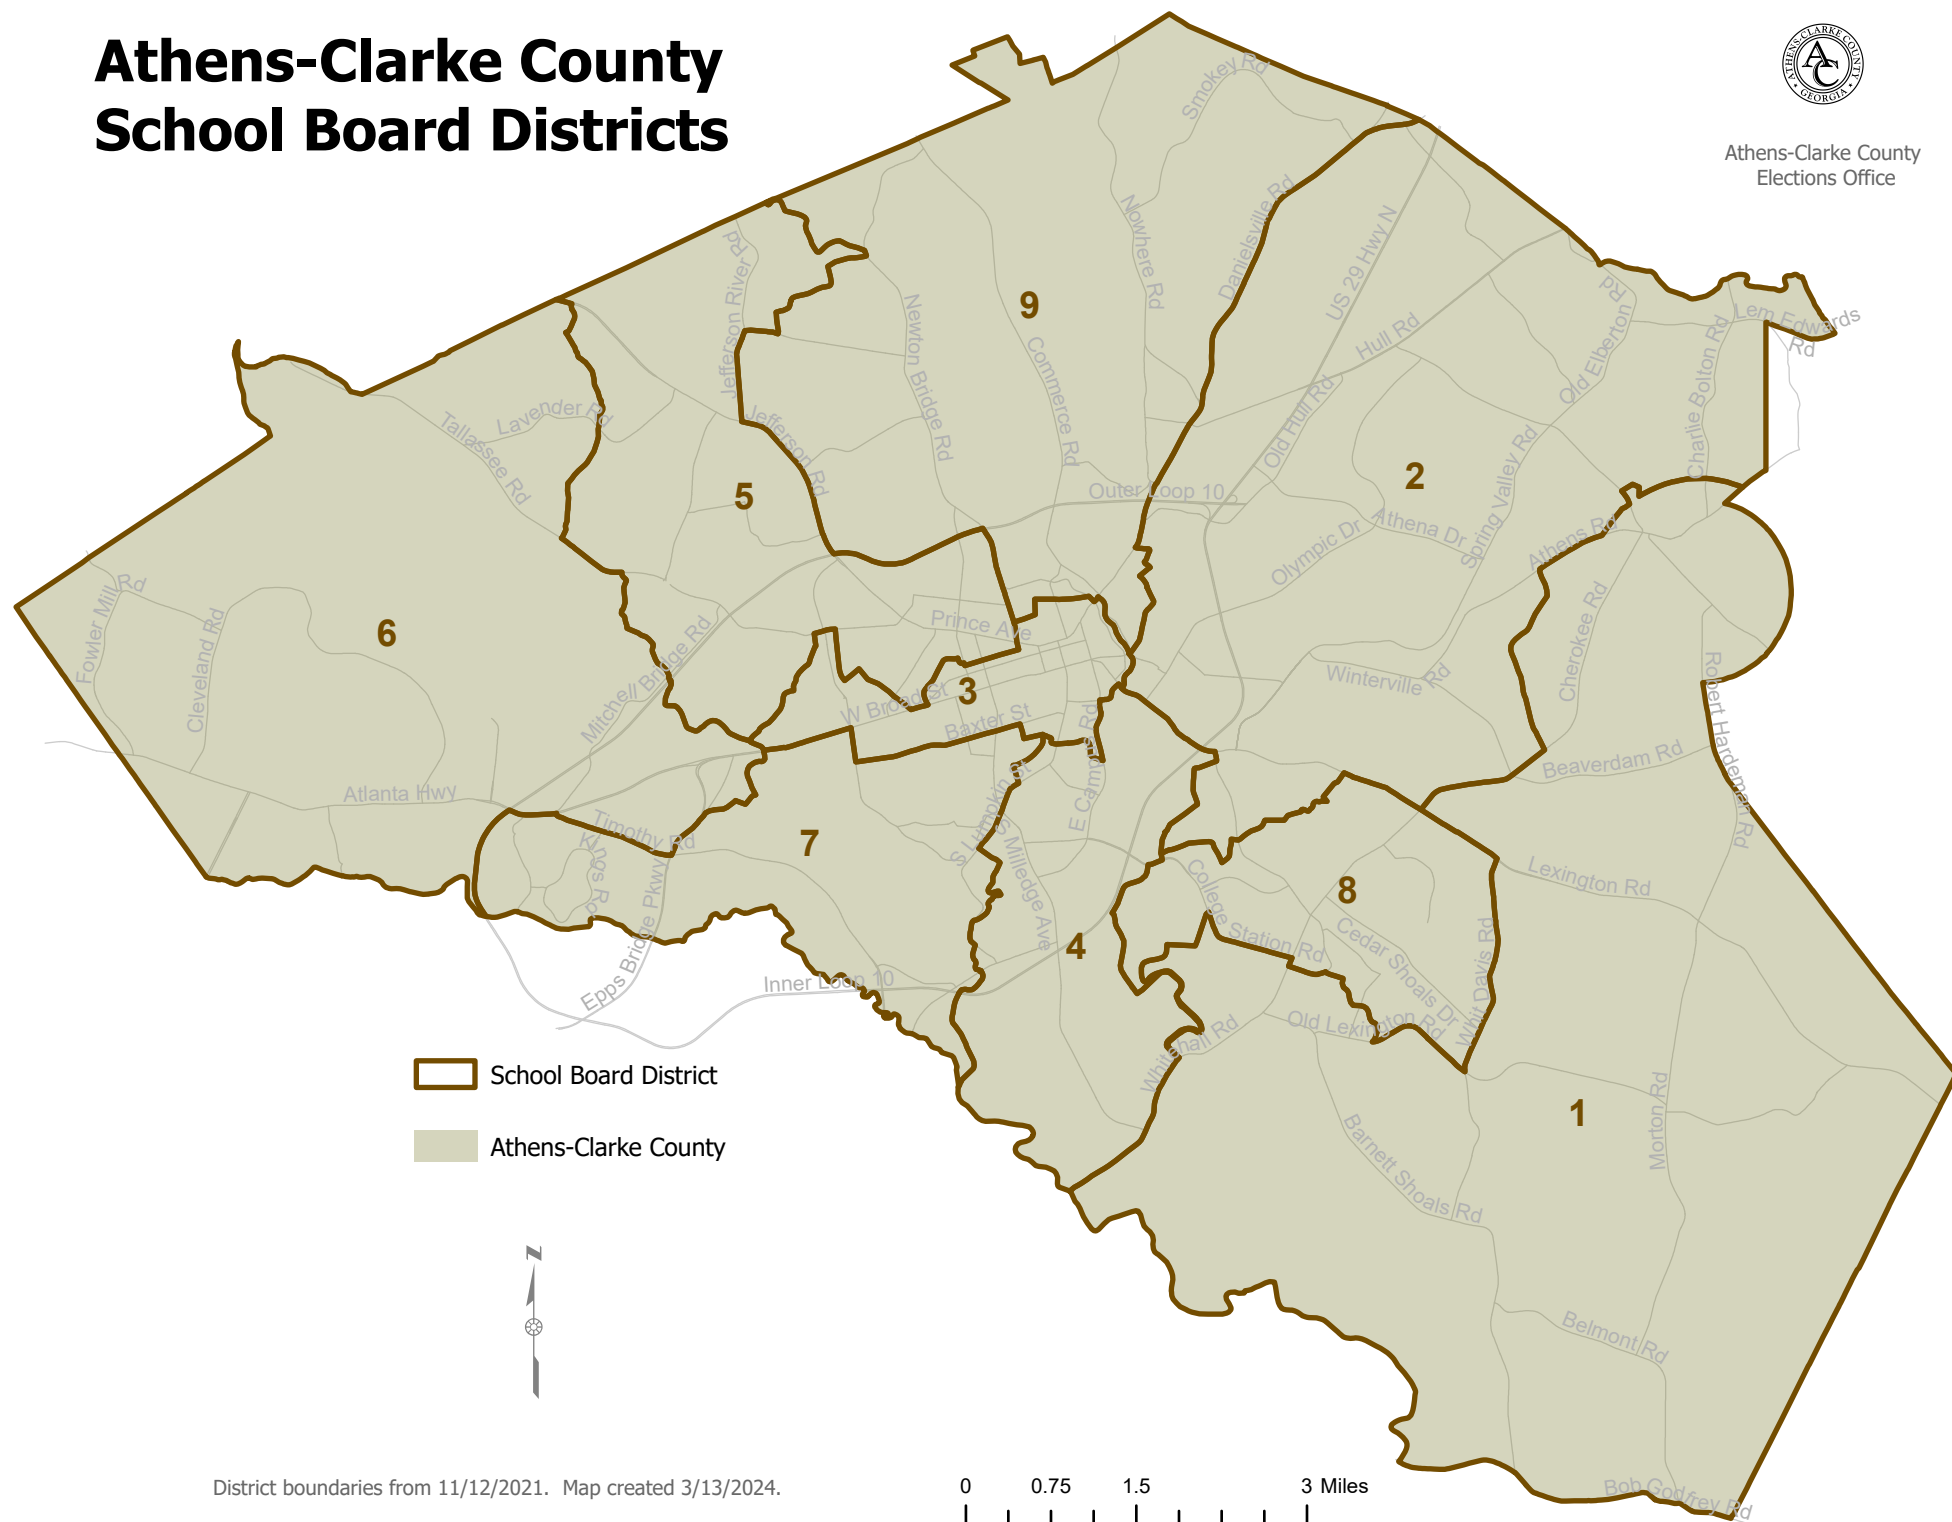 Athens-Clarke County
School Board Districts
ATHENS-CLARKE COUNTY
AC
GEORGIA
Athens-Clarke County
Elections Office
Smokey Rd
Nowhere Rd
Danielsville Rd
US 29 Hwy N
Jefferson River Rd
Newton Bridge Rd
9
Commerce Rd
Hull Rd
Old Elberton Rd
Lem Edwards Rd
Charlie Bolton Rd
Lavender Rd
Tallassee Rd
Jefferson Rd
Old Hull Rd
5
Outer Loop 10
2
Spring Valley Rd
Athena Dr
Athens Rd
Olympic Dr
Fowler Mill Rd
Cleveland Rd
6
Mitchell Bridge Rd
Prince Ave
Cherokee Rd
Winterville Rd
3
W Broad St
Baxter St
E Campus Rd
Robert Hardeman Rd
Beaverdam Rd
Atlanta Hwy
Timothy Rd
Kings Rd
7
S Lumpkin St
S Milledge Ave
College Station Rd
8
Lexington Rd
Epps Bridge Pkwy
4
Cedar Shoals Dr
Whit Davis Rd
Inner Loop 10
Whitehall Rd
Old Lexington Rd
School Board District
1
Morton Rd
Barnett Shoals Rd
Athens-Clarke County
N
Belmont Rd
Bob Godfrey Rd
District boundaries from 11/12/2021. Map created 3/13/2024.
0 0.75 1.5 3 Miles